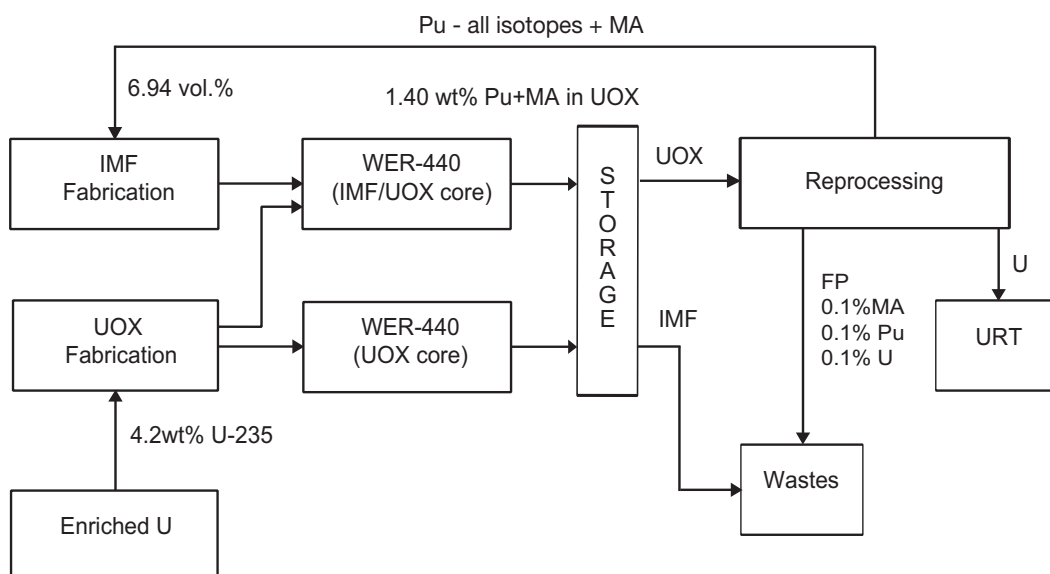 Pu - all isotopes + MA
6.94 vol.%
1.40 wt% Pu+MA in UOX
IMF
Fabrication
WER-440
(IMF/UOX core)
STORAGE
UOX
Reprocessing
UOX
Fabrication
WER-440
(UOX core)
IMF
FP
0.1%MA
0.1% Pu
0.1% U
U
URT
4.2wt% U-235
Enriched U
Wastes